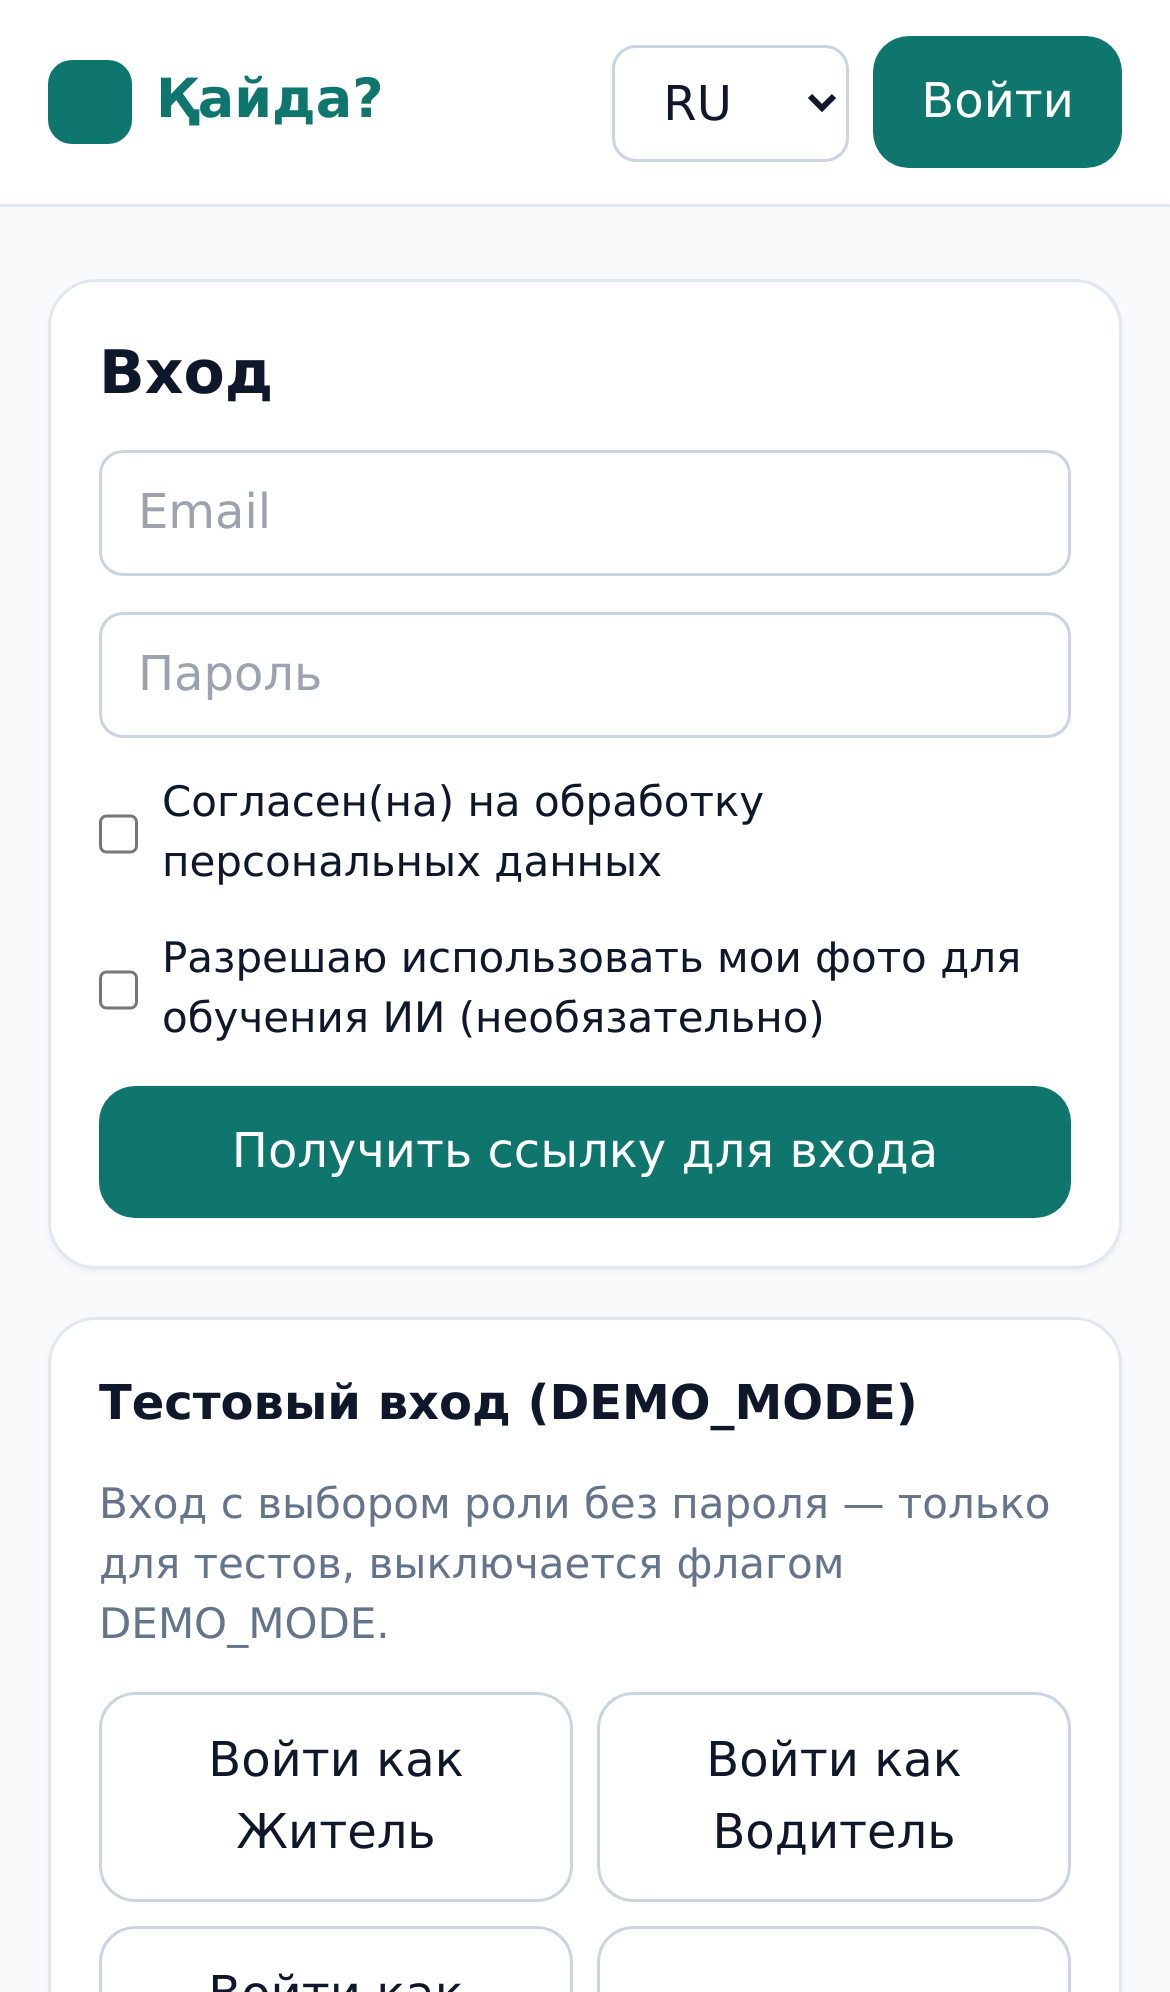 Қайда?
RU
Войти
Вход
Email
Пароль
Согласен(на) на обработку
персональных данных
Разрешаю использовать мои фото для
обучения ИИ (необязательно)
Получить ссылку для входа
Тестовый вход (DEMO_MODE)
Вход с выбором роли без пароля — только
для тестов, выключается флагом
DEMO_MODE.
Войти как
Житель
Войти как
Водитель
Войти как